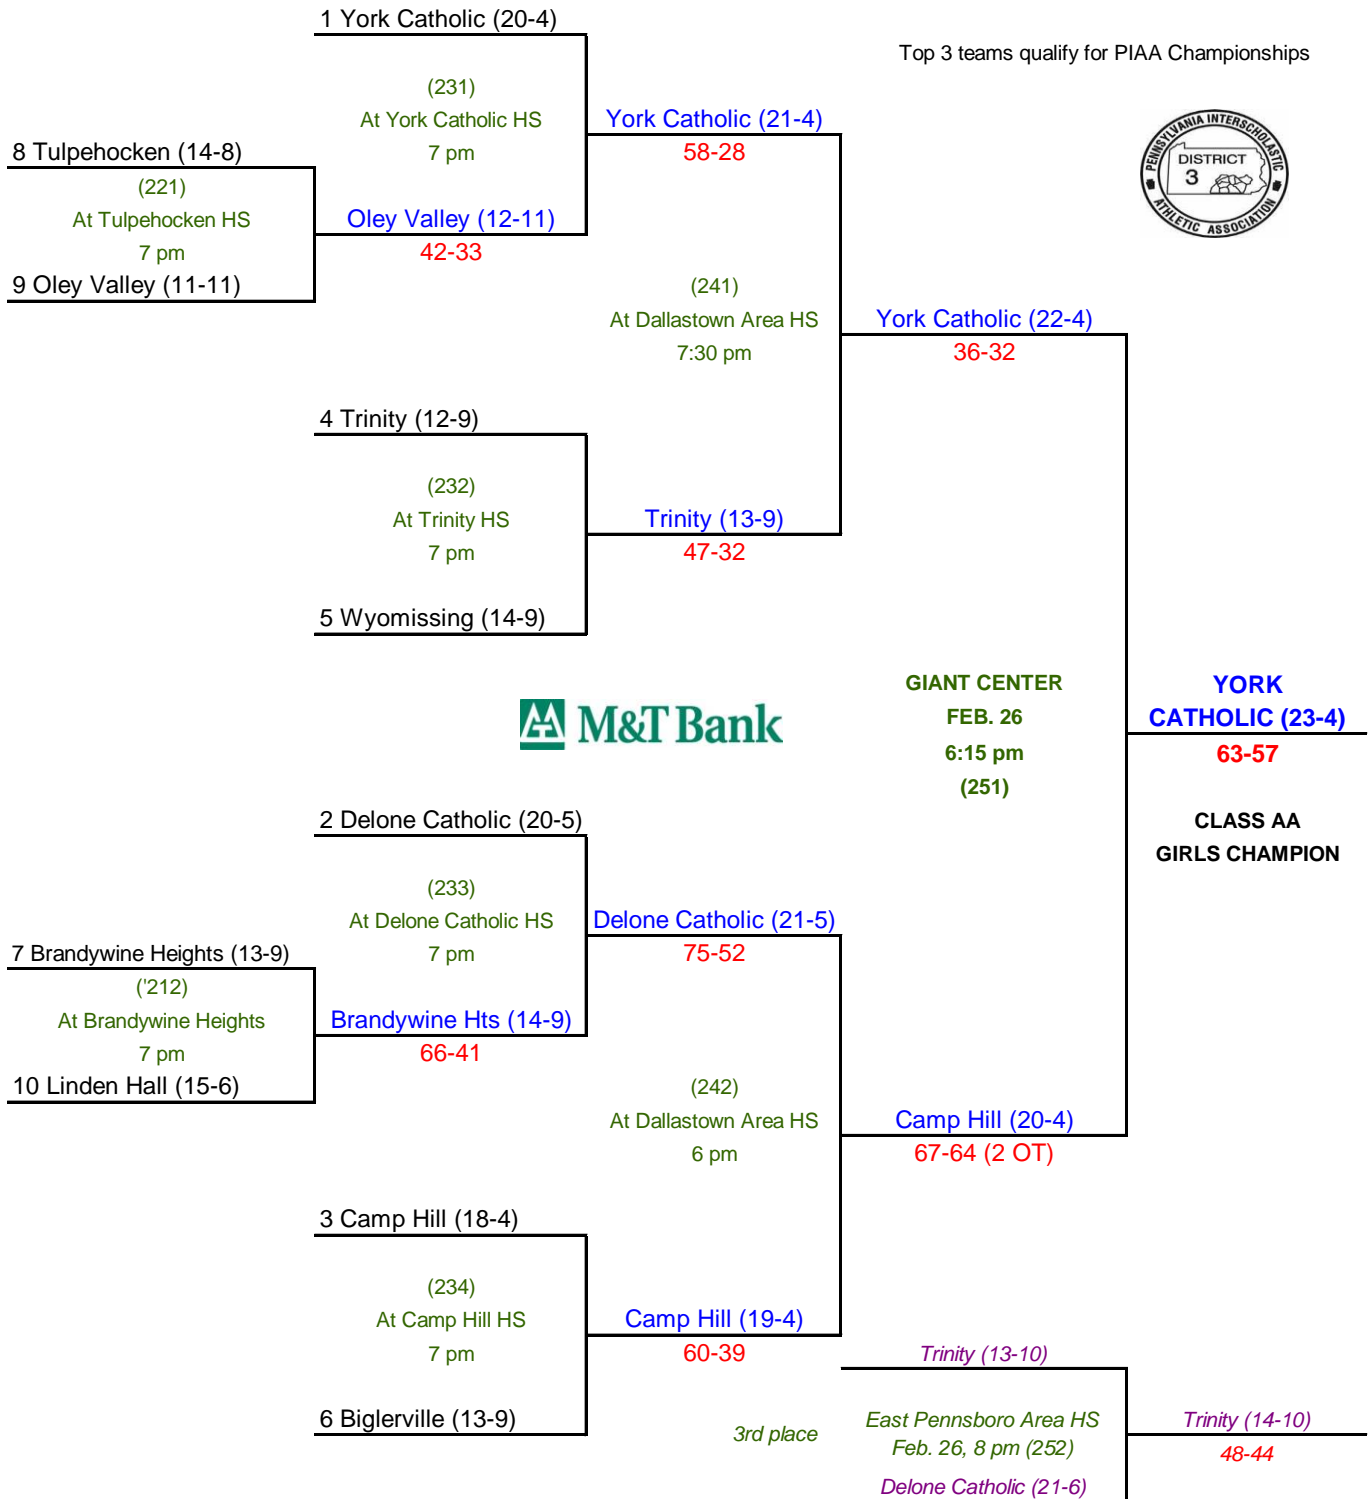 1 York Catholic (20-4)
Top 3 teams qualify for PIAA Championships
(231)
At York Catholic HS
7 pm
York Catholic (21-4)
58-28
PENNSYLVANIA INTERSCHOLASTIC
DISTRICT
3
ATHLETIC ASSOCIATION
8 Tulpehocken (14-8)
(221)
At Tulpehocken HS
7 pm
Oley Valley (12-11)
42-33
9 Oley Valley (11-11)
(241)
At Dallastown Area HS
7:30 pm
York Catholic (22-4)
36-32
4 Trinity (12-9)
(232)
At Trinity HS
7 pm
Trinity (13-9)
47-32
5 Wyomissing (14-9)
M&T Bank
GIANT CENTER
FEB. 26
6:15 pm
(251)
YORK
CATHOLIC (23-4)
63-57
CLASS AA
GIRLS CHAMPION
2 Delone Catholic (20-5)
(233)
At Delone Catholic HS
7 pm
Delone Catholic (21-5)
75-52
7 Brandywine Heights (13-9)
('212)
At Brandywine Heights
7 pm
Brandywine Hts (14-9)
66-41
10 Linden Hall (15-6)
(242)
At Dallastown Area HS
6 pm
Camp Hill (20-4)
67-64 (2 OT)
3 Camp Hill (18-4)
(234)
At Camp Hill HS
7 pm
Camp Hill (19-4)
60-39
6 Biglerville (13-9)
3rd place
Trinity (13-10)
East Pennsboro Area HS
Feb. 26, 8 pm (252)
Delone Catholic (21-6)
Trinity (14-10)
48-44